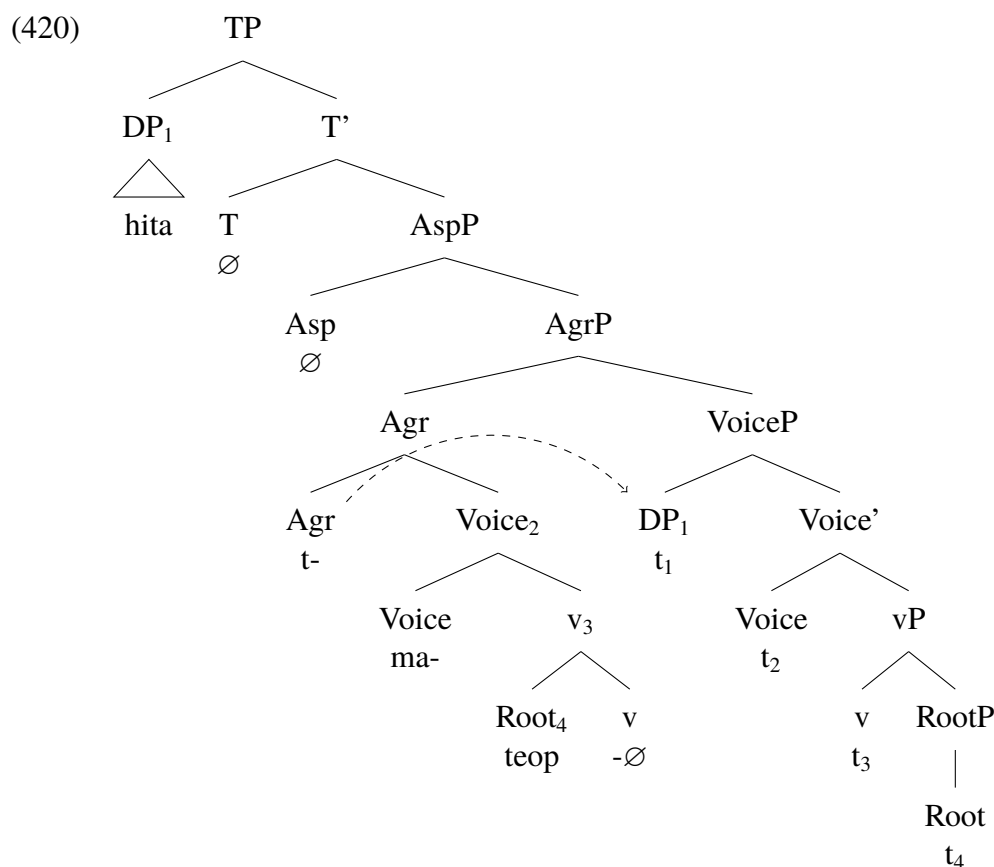 (420) TP
DP₁ T’
hita T AspP
∅
Asp AgrP
∅
Agr VoiceP
Agr Voice₂ DP₁ Voice’
t- t₁
Voice v₃ Voice vP
ma- t₂
Root₄ v v RootP
teop -∅ t₃
Root
t₄